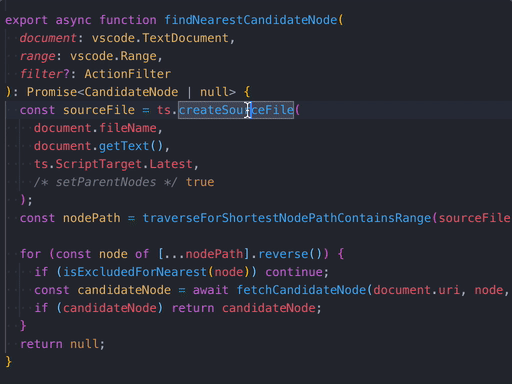 export async function findNearestCandidateNode(
document: vscode.TextDocument,
range: vscode.Range,
filter?: ActionFilter
): Promise<CandidateNode | null> {
const sourceFile = ts.createSourceFile(
document.fileName,
document.getText(),
ts.ScriptTarget.Latest,
/* setParentNodes */ true
);
const nodePath = traverseForShortestNodePathContainsRange(sourceFile
for (const node of [...nodePath].reverse()) {
if (isExcludedForNearest(node)) continue;
const candidateNode = await fetchCandidateNode(document.uri, node,
if (candidateNode) return candidateNode;
}
return null;
}